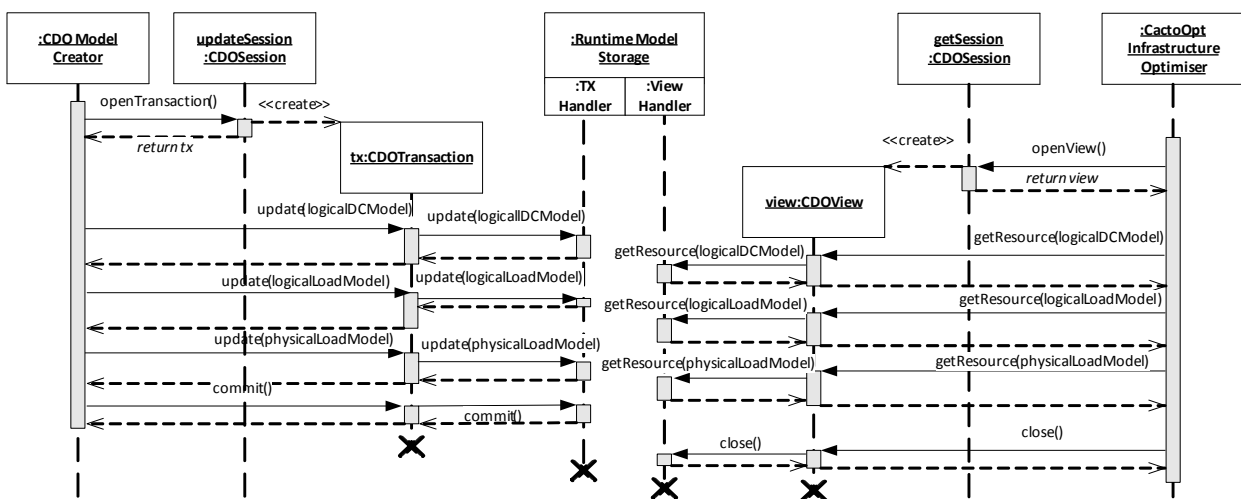 :CDO Model
Creator
updateSession
:CDOSession
:Runtime Model
Storage
:TX
Handler
:View
Handler
getSession
:CDOSession
:CactoOpt
Infrastructure
Optimiser
openTransaction()
<<create>>
return tx
tx:CDOTransaction
<<create>>
openView()
return view
view:CDOView
update(logicalDCModel)
update(logicallDCModel)
getResource(logicalDCModel)
getResource(logicalDCModel)
update(logicalLoadModel)
update(logicalLoadModel)
getResource(logicalLoadModel)
getResource(logicalLoadModel)
update(physicalLoadModel)
update(physicalLoadModel)
getResource(physicalLoadModel)
getResource(physicalLoadModel)
commit()
commit()
close()
close()